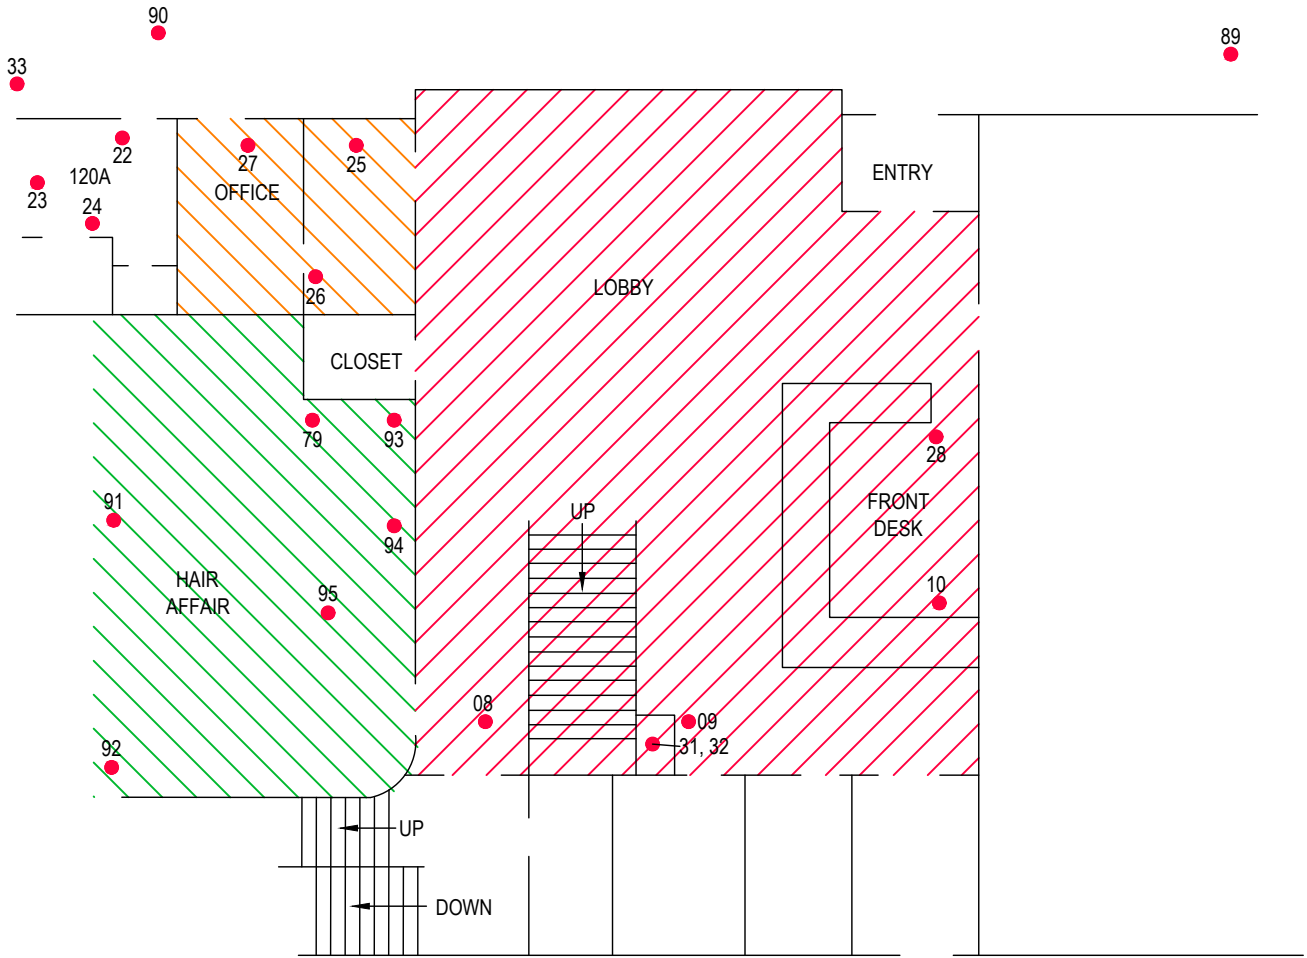 90
89
33
22
27
25
120A
ENTRY
23
OFFICE
24
26
LOBBY
CLOSET
79
93
28
91
UP
FRONT
DESK
94
HAIR
AFFAIR
95
10
08
09
31, 32
92
UP
DOWN